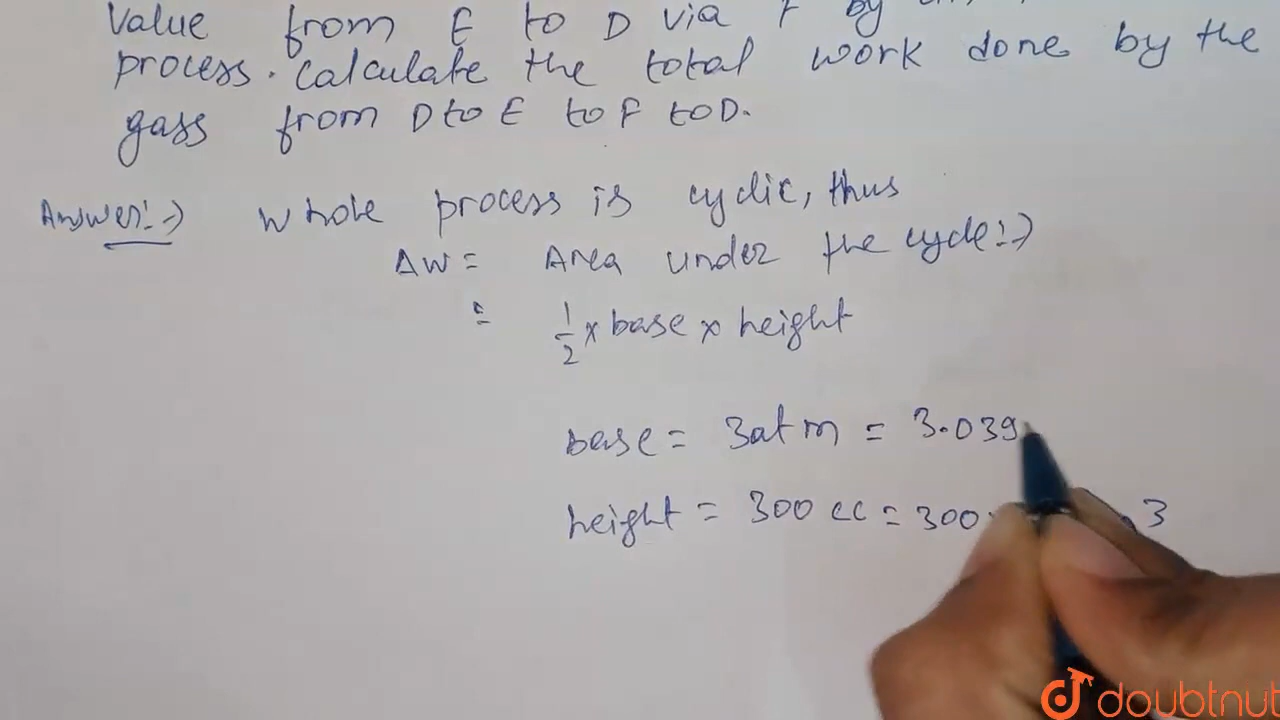 Value from E to D via F by
process. Calculate the total work done by the
gass from D to E to F to D.
Answer:-> Whole process is cyclic, thus
ΔW = Area under the cycle:->
= 1/2 x base x height
base = 3atm = 3.039
height = 300 cc = 300 3
doubtnut